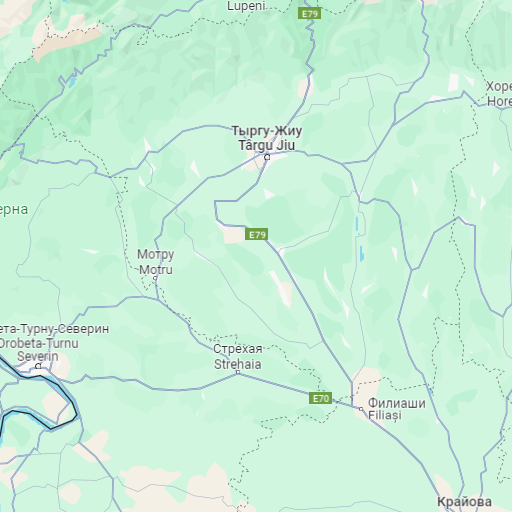 Lupeni
E79
Хоре
Hore
Тыргу-Жиу
Târgu Jiu
ерна
E79
Мотру
Motru
ета-Турну-Северин
Drobeta-Turnu
Severin
Стрехая
Strehaia
E70
Филиаши
Filiași
Крайова